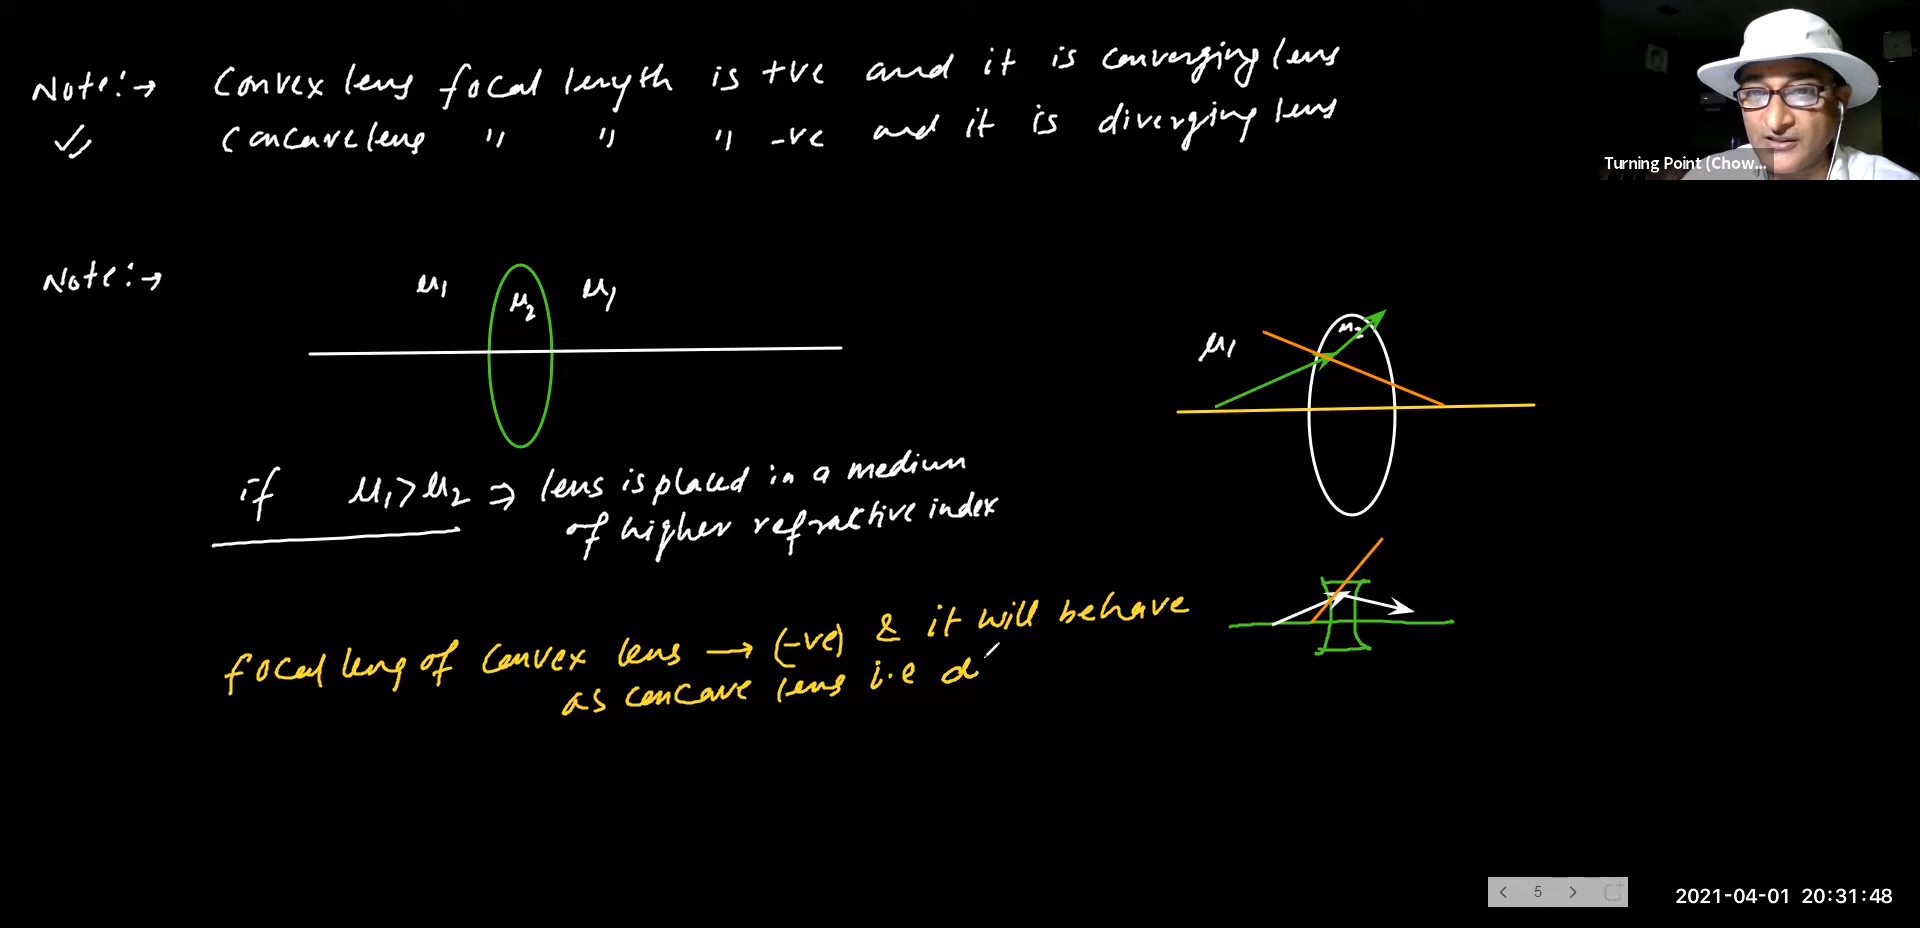 Note:→ Convex lens focal length is +ve and it is converging lens
Concave lens " " " -ve and it is diverging lens
Note:→
μ1 μ2 μ1
μ1
if μ1 > μ2 ⇒ lens is placed in a medium
of higher refractive index
focal leng of convex lens → (-ve) & it will behave
as concave lens i.e d
Turning Point (Chow...
5
2021-04-01 20:31:48